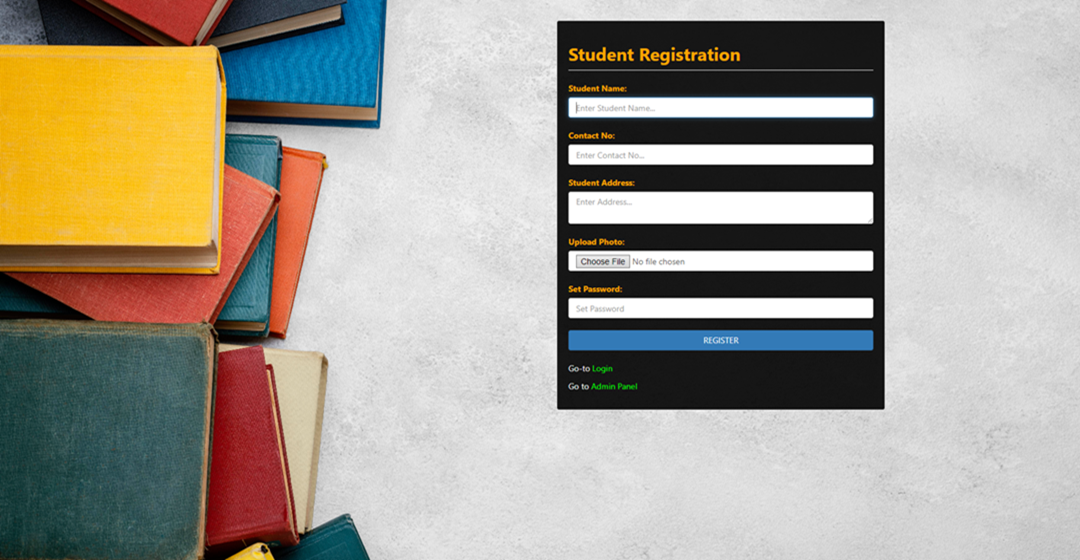 Student Registration
Student Name:
Enter Student Name...
Contact No:
Enter Contact No...
Student Address:
Enter Address...
Upload Photo:
Choose File No file chosen
Set Password:
Set Password
REGISTER
Go-to Login
Go to Admin Panel